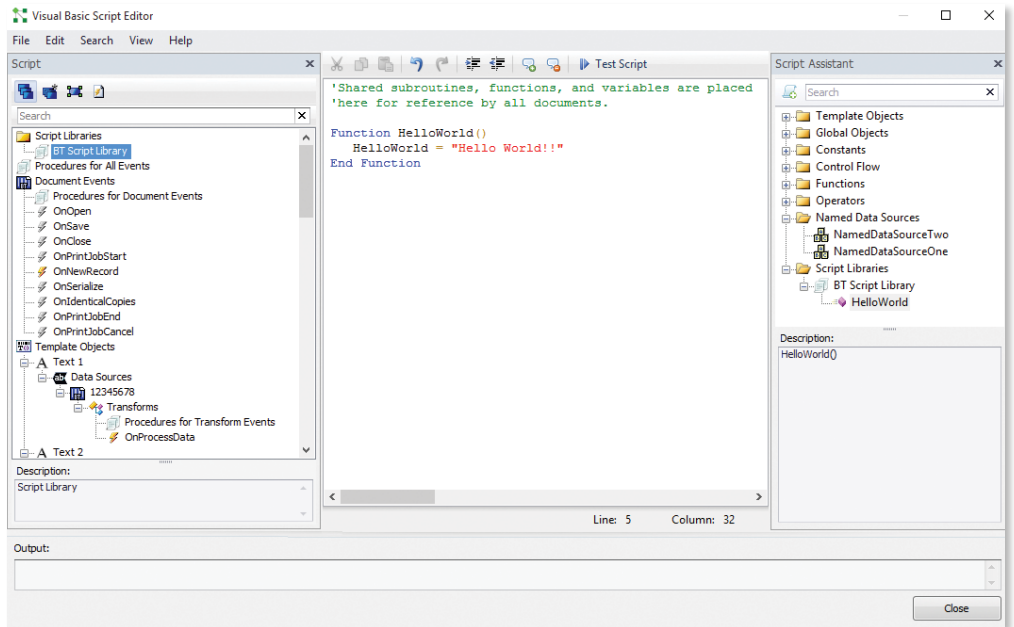 Visual Basic Script Editor
File Edit Search View Help
Script
Search
Script Libraries
BT Script Library
Procedures for All Events
Document Events
Procedures for Document Events
OnOpen
OnSave
OnClose
OnPrintJobStart
OnNewRecord
OnSerialize
OnIdenticalCopies
OnPrintJobEnd
OnPrintJobCancel
Template Objects
A Text 1
Data Sources
12345678
Transforms
Procedures for Transform Events
OnProcessData
A Text 2
Description:
Script Library
Test Script
'Shared subroutines, functions, and variables are placed
'here for reference by all documents.
Function HelloWorld()
HelloWorld = "Hello World!!"
End Function
Line: 5 Column: 32
Script Assistant
Search
Template Objects
Global Objects
Constants
Control Flow
Functions
Operators
Named Data Sources
NamedDataSourceTwo
NamedDataSourceOne
Script Libraries
BT Script Library
HelloWorld
Description:
HelloWorld()
Output:
Close